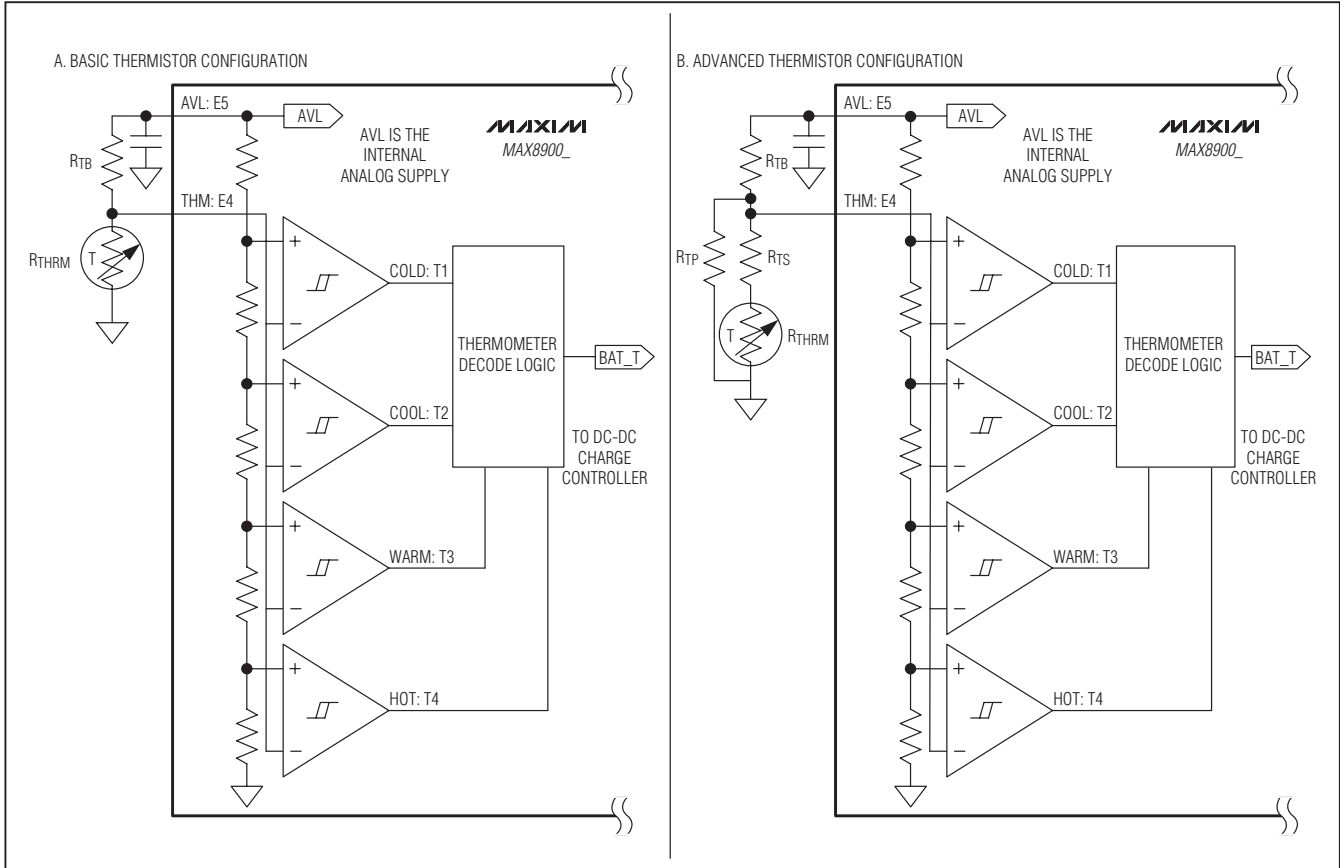 A. BASIC THERMISTOR CONFIGURATION
AVL: E5
AVL
MAXIM
MAX8900_
AVL IS THE
INTERNAL
ANALOG SUPPLY
RTB
THM: E4
RTHRM
T
+
−
COLD: T1
+
−
COOL: T2
+
−
WARM: T3
+
−
HOT: T4
THERMOMETER
DECODE LOGIC
BAT_T
TO DC-DC
CHARGE
CONTROLLER
B. ADVANCED THERMISTOR CONFIGURATION
AVL: E5
AVL
MAXIM
MAX8900_
AVL IS THE
INTERNAL
ANALOG SUPPLY
RTB
THM: E4
RTP
RTS
T
RTHRM
+
−
COLD: T1
+
−
COOL: T2
+
−
WARM: T3
+
−
HOT: T4
THERMOMETER
DECODE LOGIC
BAT_T
TO DC-DC
CHARGE
CONTROLLER